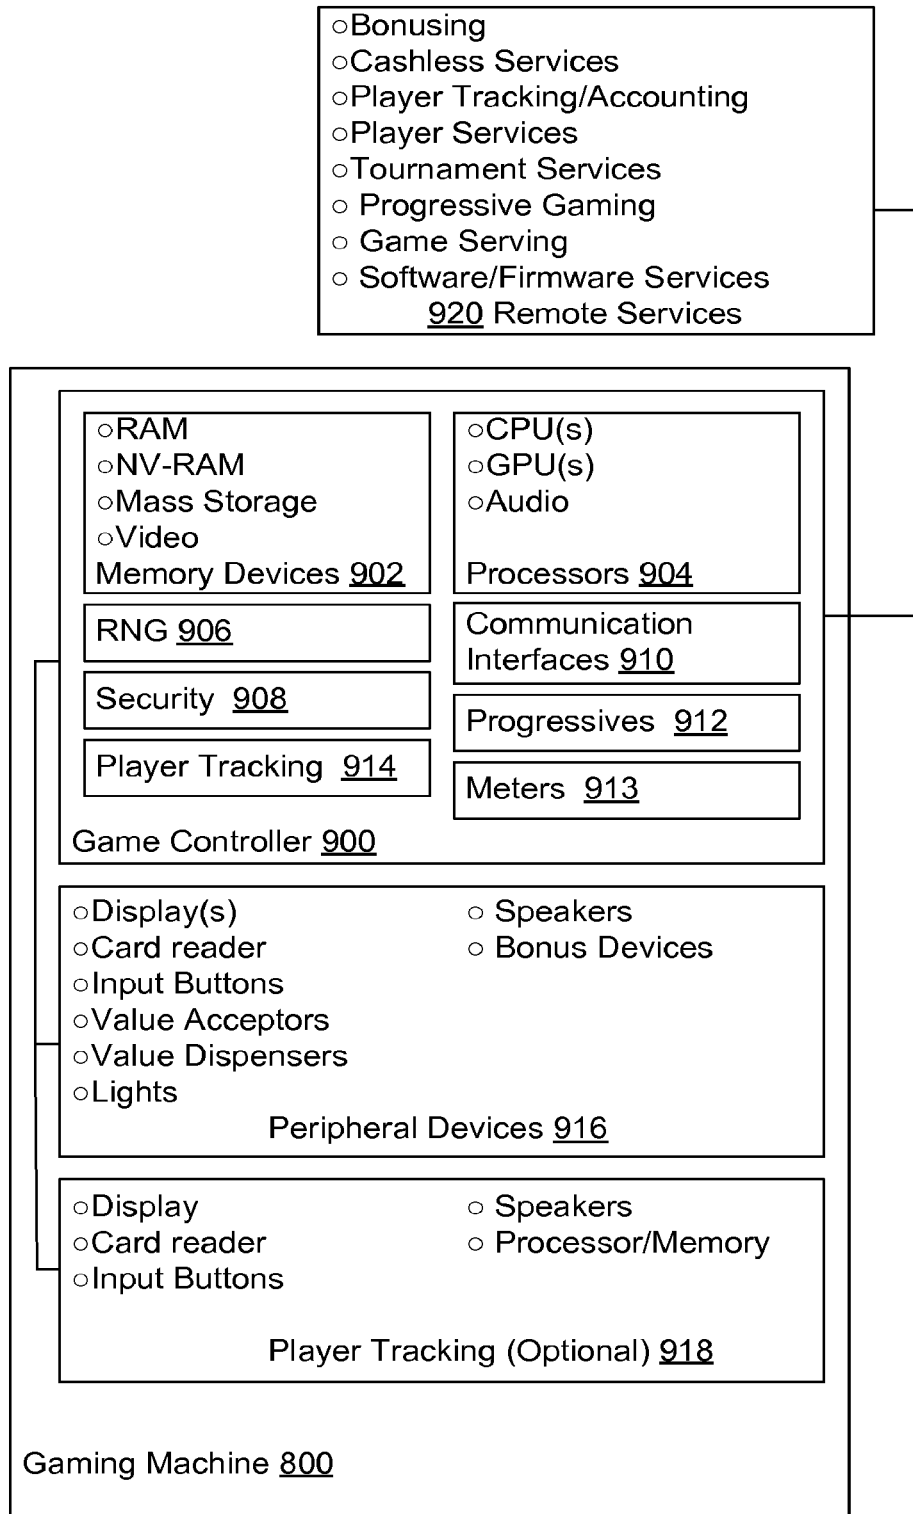 ○Bonusing
○Cashless Services
○Player Tracking/Accounting
○Player Services
○Tournament Services
○ Progressive Gaming
○ Game Serving
○ Software/Firmware Services
920 Remote Services
○RAM
○NV-RAM
○Mass Storage
○Video
Memory Devices 902
○CPU(s)
○GPU(s)
○Audio
Processors 904
RNG 906
Communication
Interfaces 910
Security 908
Progressives 912
Player Tracking 914
Meters 913
Game Controller 900
○Display(s)
○Card reader
○Input Buttons
○Value Acceptors
○Value Dispensers
○Lights
○ Speakers
○ Bonus Devices
Peripheral Devices 916
○Display
○Card reader
○Input Buttons
○ Speakers
○ Processor/Memory
Player Tracking (Optional) 918
Gaming Machine 800